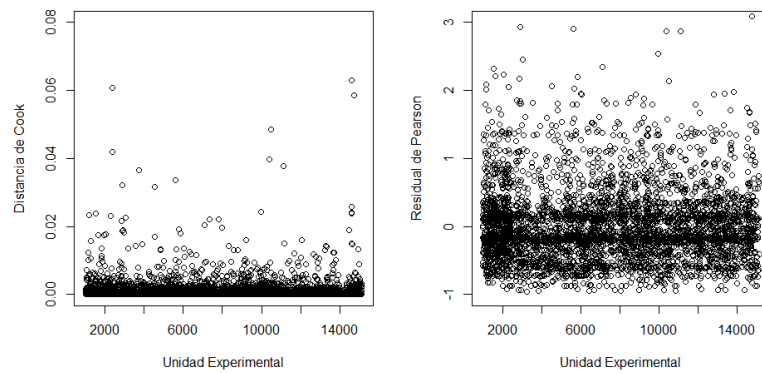 Distancia de Cook
0.08
0.06
0.04
0.02
0.00
2000 6000 10000 14000
Unidad Experimental
Residual de Pearson
3
2
1
0
-1
2000 6000 10000 14000
Unidad Experimental